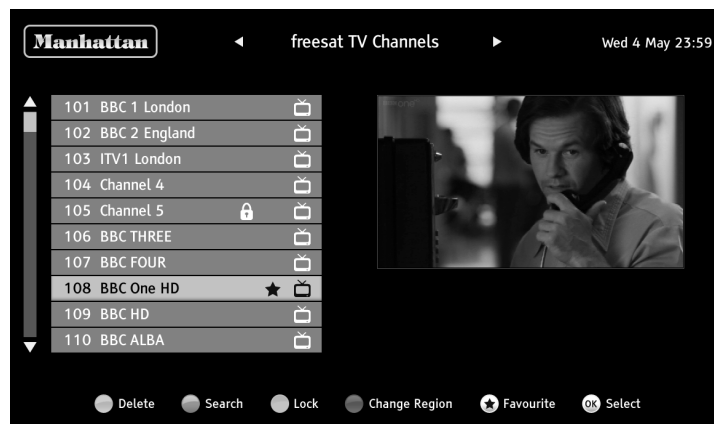 Manhattan
freesat TV Channels
Wed 4 May 23:59
101 BBC 1 London
102 BBC 2 England
103 ITV1 London
104 Channel 4
105 Channel 5
106 BBC THREE
107 BBC FOUR
108 BBC One HD
109 BBC HD
110 BBC ALBA
Delete
Search
Lock
Change Region
Favourite
OK Select